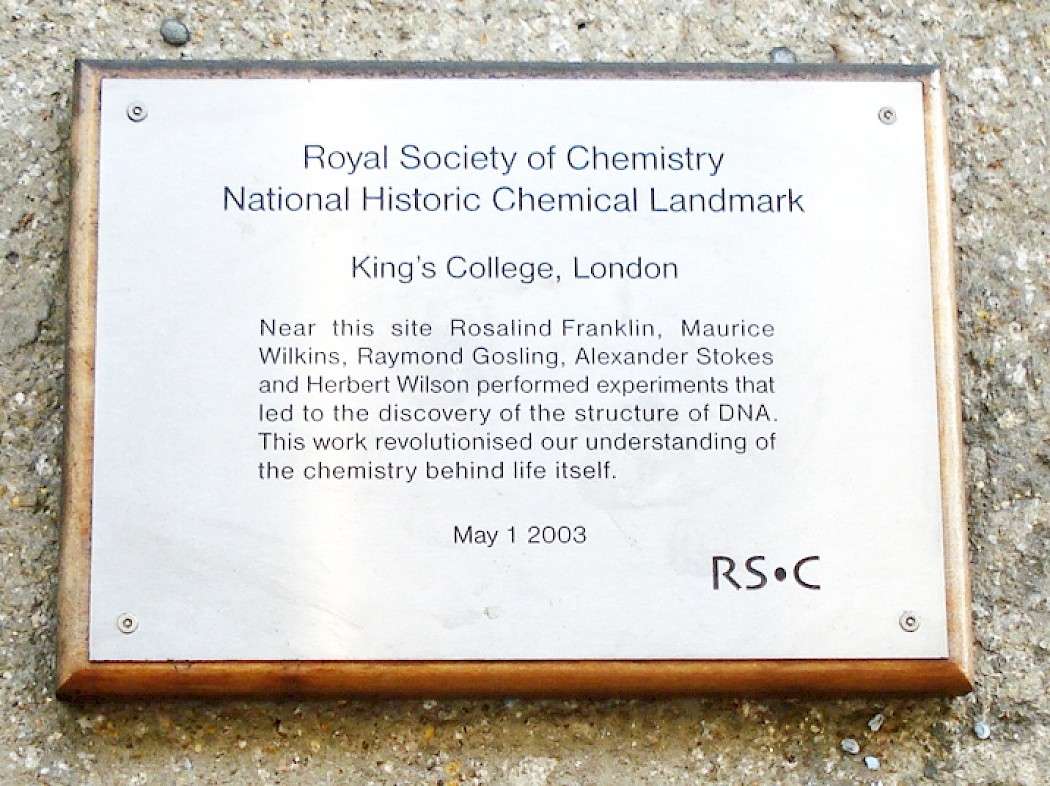 Royal Society of Chemistry
National Historic Chemical Landmark
King's College, London
Near this site Rosalind Franklin, Maurice
Wilkins, Raymond Gosling, Alexander Stokes
and Herbert Wilson performed experiments that
led to the discovery of the structure of DNA.
This work revolutionised our understanding of
the chemistry behind life itself.
May 1 2003
RS•C